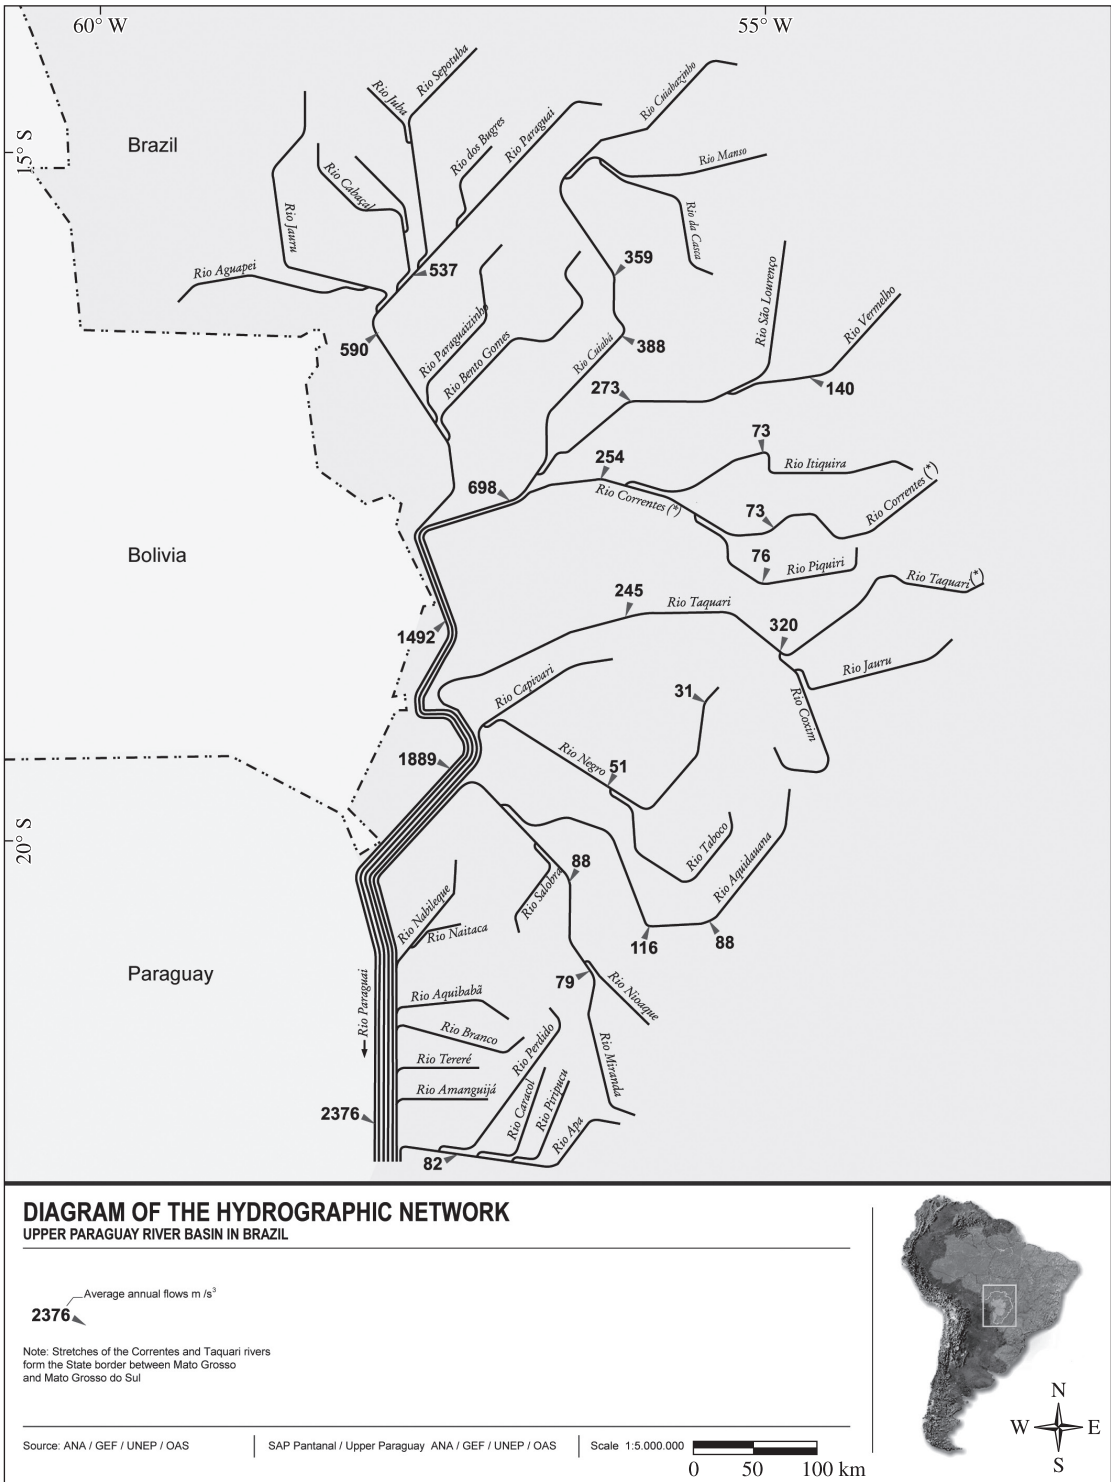 60° W
55° W
15° S
Brazil
Rio Juba
Rio Sepotuba
Rio Cuiabazinho
Rio dos Bugres
Rio Paraguai
Rio Manso
Rio Cabaçal
Rio Jauru
Rio da Casca
Rio Aguapei
537
359
Rio São Lourenço
Rio Vermelho
Rio Paraguaizinho
590
Rio Bento Gomes
Rio Cuiabá
388
273
140
73
254
Rio Itiquira
698
Rio Correntes (*)
Rio Correntes (*)
73
Bolivia
76
Rio Piquiri
Rio Taquari(*)
245
Rio Taquari
320
1492
Rio Jauru
Rio Capivari
31
Rio Coxim
1889
Rio Negro
51
20° S
Rio Taboco
Rio Aquidauana
88
Rio Salobra
Rio Nabileque
Rio Naitaca
116
88
Paraguay
79
Rio Nioaque
Rio Paraguai
Rio Aquibabã
Rio Branco
Rio Perdido
Rio Miranda
Rio Tereré
Rio Amanguijá
Rio Caracol
Rio Piripucu
2376
Rio Apa
82
DIAGRAM OF THE HYDROGRAPHIC NETWORK
UPPER PARAGUAY RIVER BASIN IN BRAZIL
Average annual flows m /s³
2376
Note: Stretches of the Correntes and Taquari rivers
form the State border between Mato Grosso
and Mato Grosso do Sul
N
W E
S
Source: ANA / GEF / UNEP / OAS
SAP Pantanal / Upper Paraguay ANA / GEF / UNEP / OAS
Scale 1:5.000.000
0 50 100 km